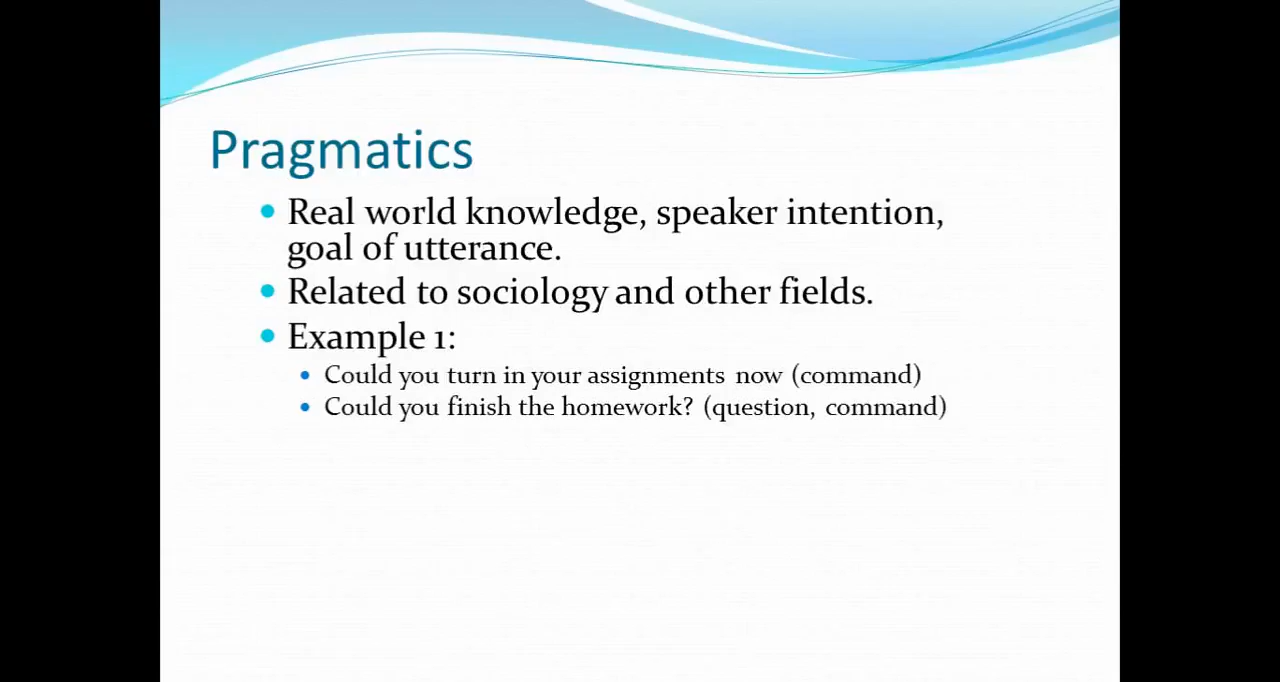 Pragmatics
Real world knowledge, speaker intention,
goal of utterance.
Related to sociology and other fields.
Example 1:
Could you turn in your assignments now (command)
Could you finish the homework? (question, command)